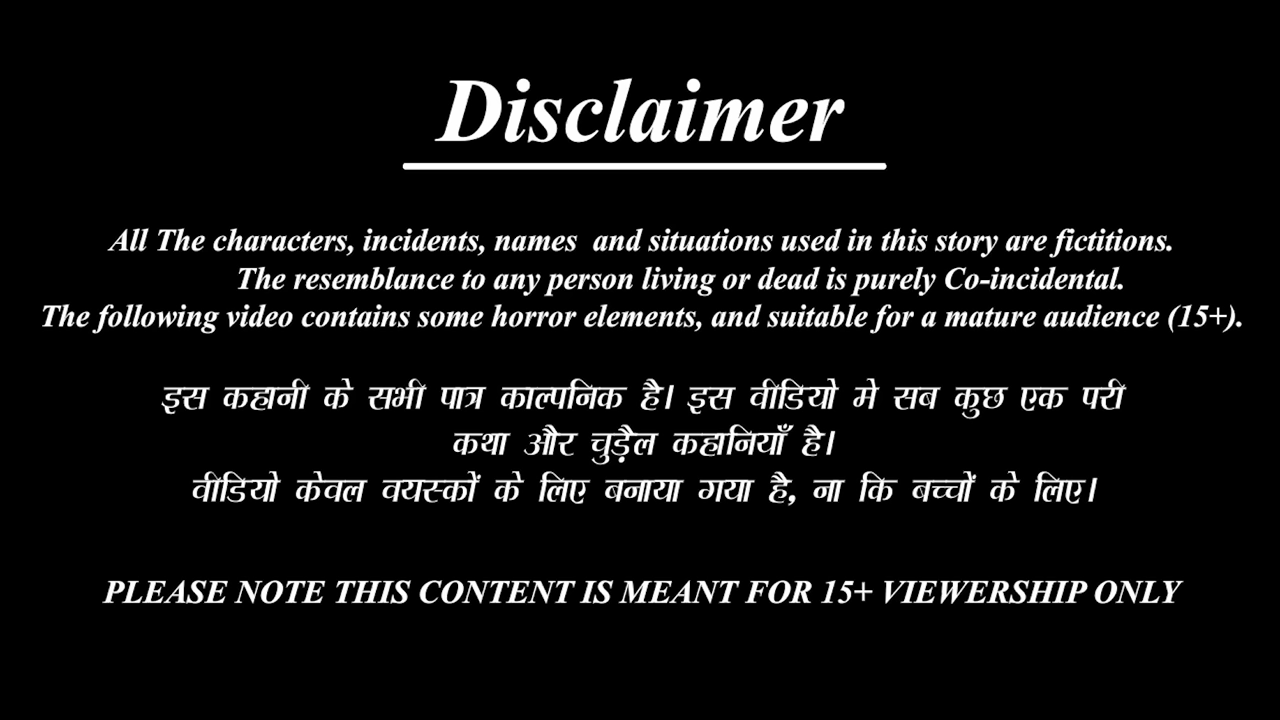 Disclaimer
All The characters, incidents, names and situations used in this story are fictitions.
The resemblance to any person living or dead is purely Co-incidental.
The following video contains some horror elements, and suitable for a mature audience (15+).
इस कहानी के सभी पात्र काल्पनिक है। इस वीडियो मे सब कुछ एक परी
कथा और चुड़ैल कहानियाँ है।
वीडियो केवल वयस्कों के लिए बनाया गया है, ना कि बच्चों के लिए।
PLEASE NOTE THIS CONTENT IS MEANT FOR 15+ VIEWERSHIP ONLY